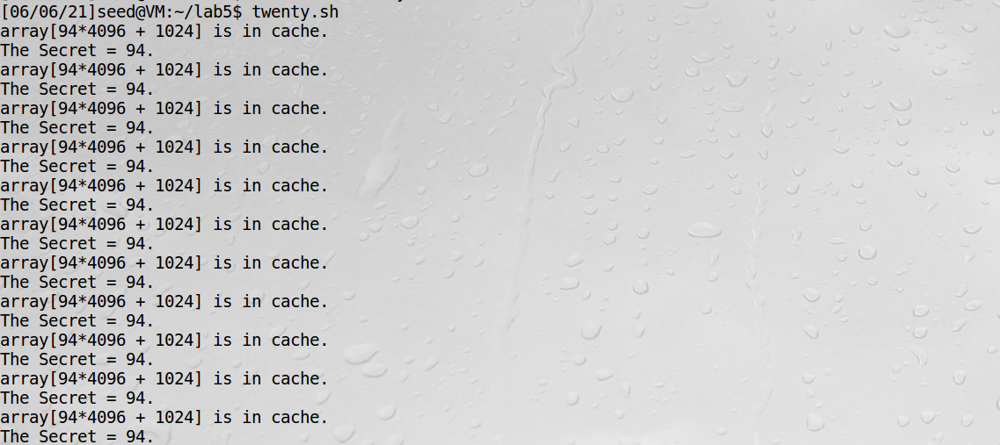 [06/06/21]seed@VM:~/lab5$ twenty.sh
array[94*4096 + 1024] is in cache.
The Secret = 94.
array[94*4096 + 1024] is in cache.
The Secret = 94.
array[94*4096 + 1024] is in cache.
The Secret = 94.
array[94*4096 + 1024] is in cache.
The Secret = 94.
array[94*4096 + 1024] is in cache.
The Secret = 94.
array[94*4096 + 1024] is in cache.
The Secret = 94.
array[94*4096 + 1024] is in cache.
The Secret = 94.
array[94*4096 + 1024] is in cache.
The Secret = 94.
array[94*4096 + 1024] is in cache.
The Secret = 94.
array[94*4096 + 1024] is in cache.
The Secret = 94.
array[94*4096 + 1024] is in cache.
The Secret = 94.